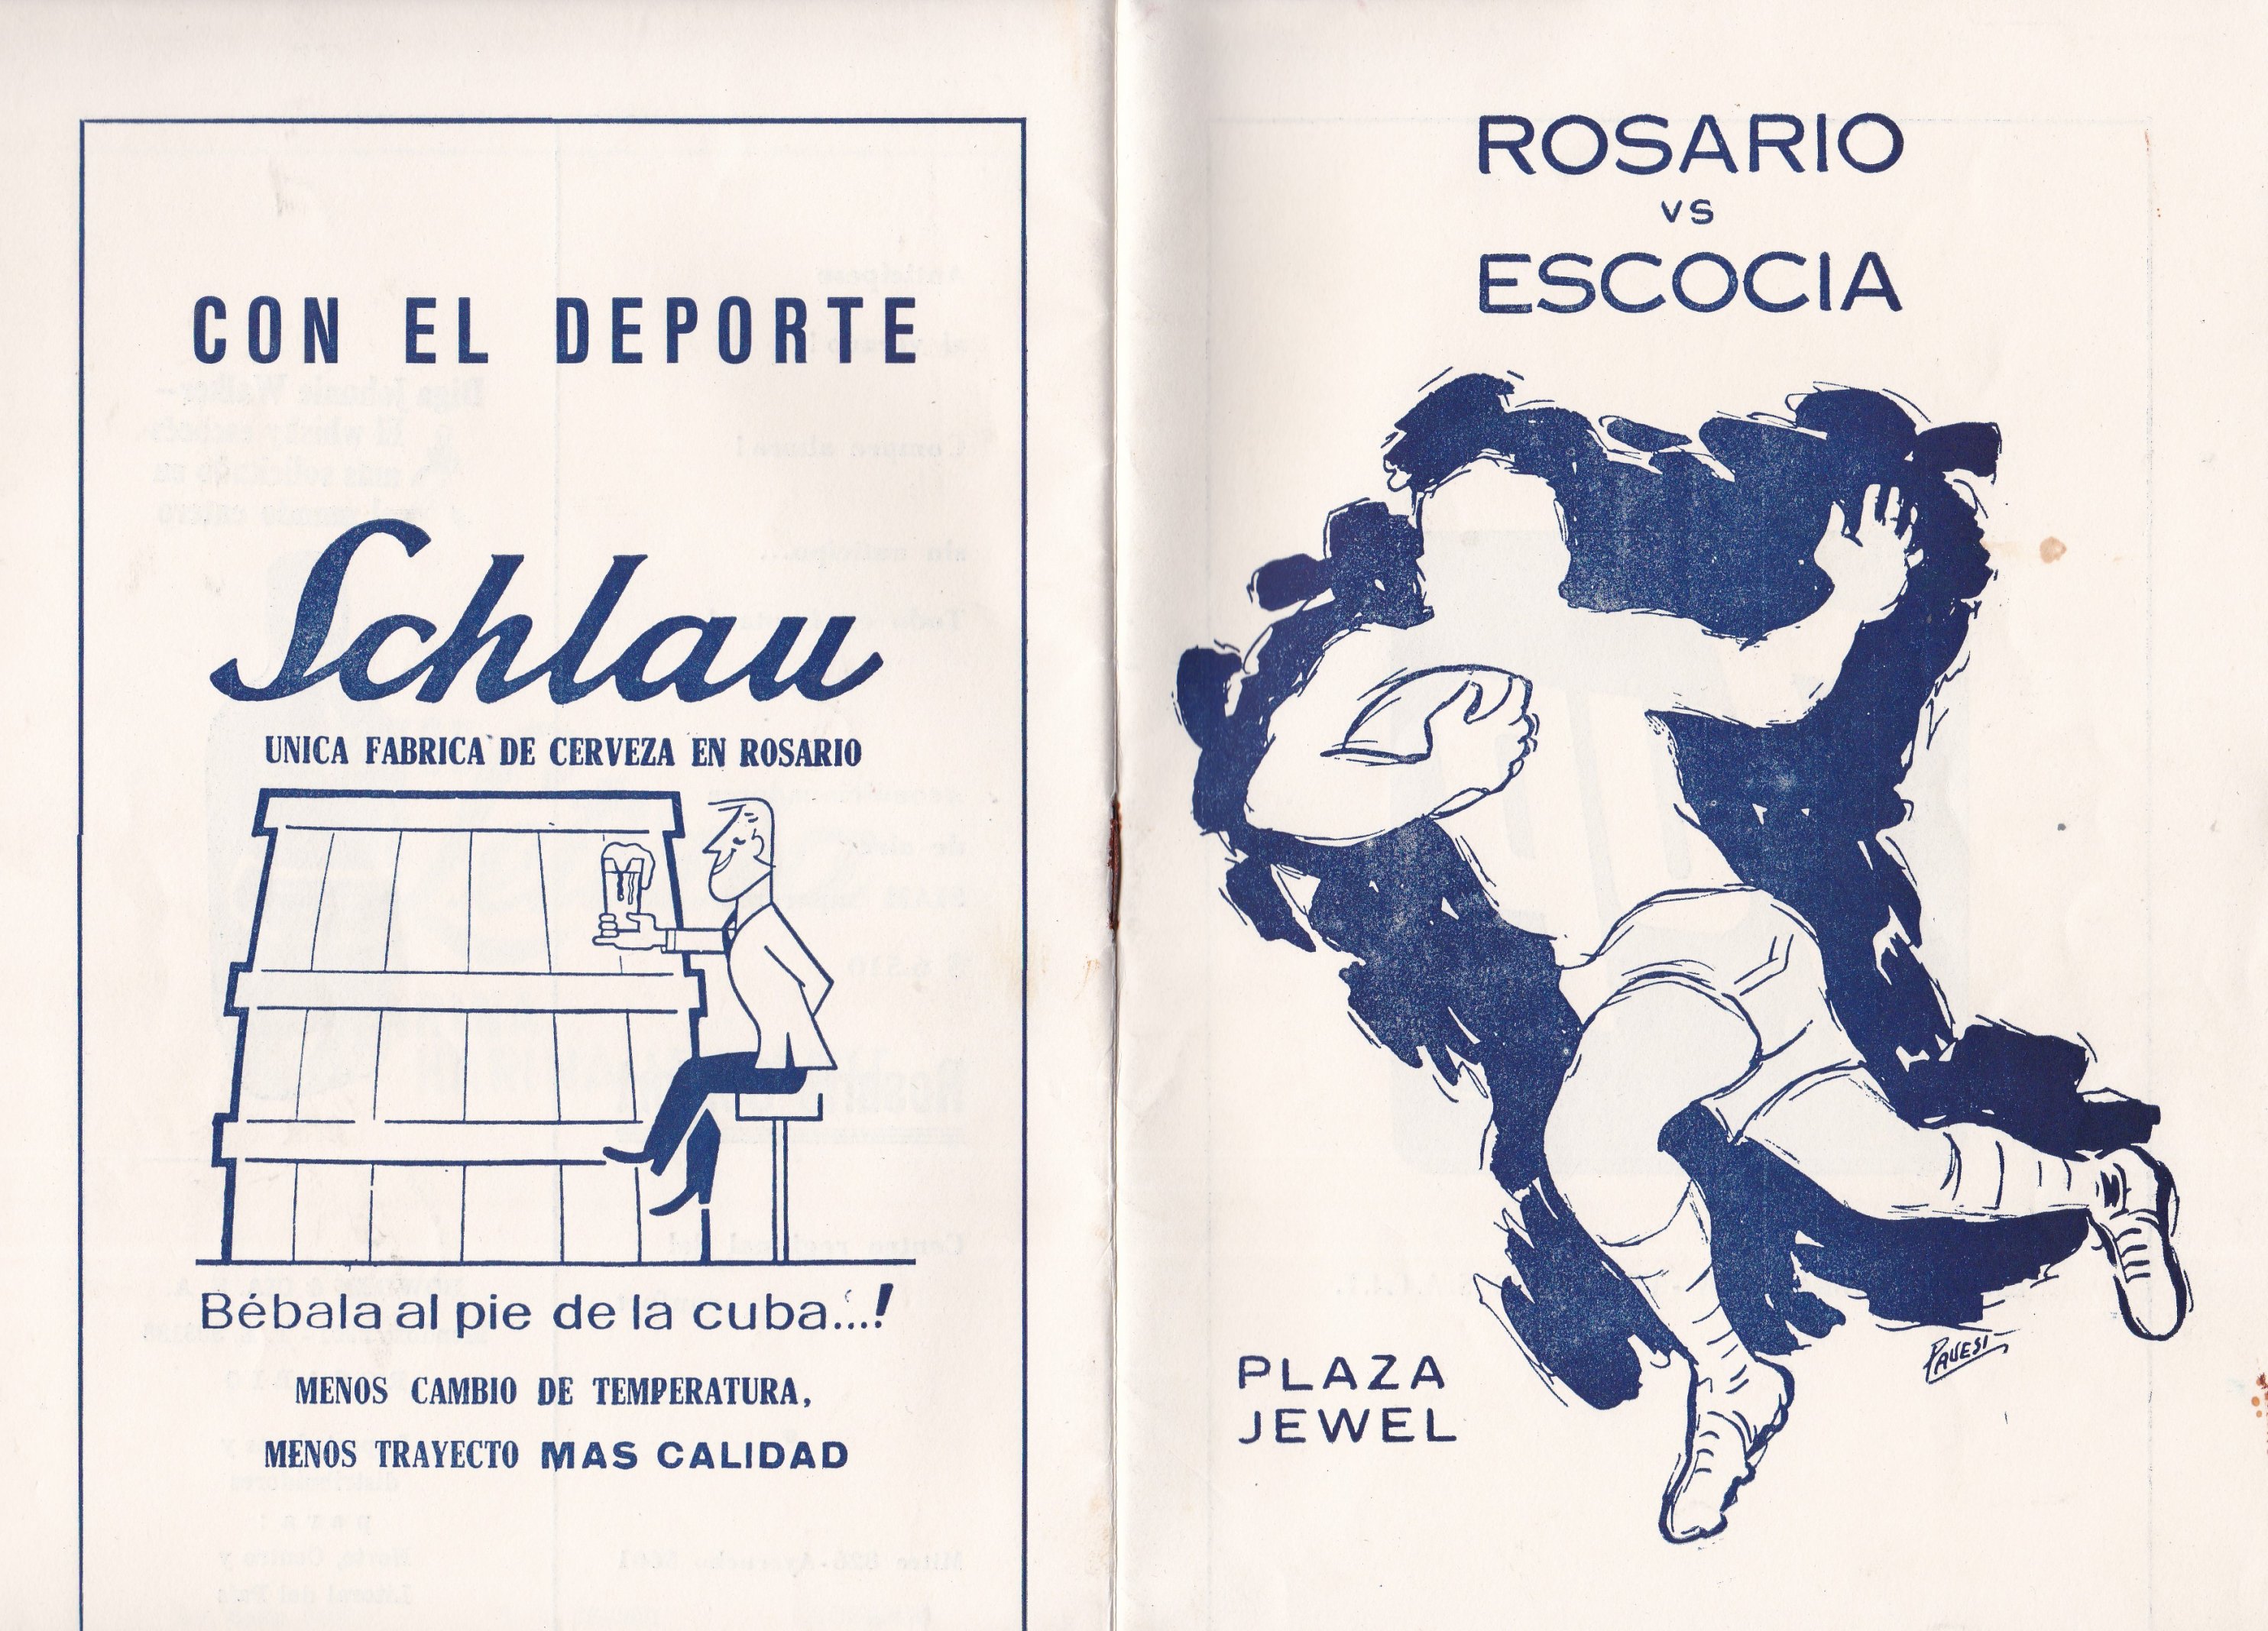 CON EL DEPORTE
Schlau
UNICA FABRICA DE CERVEZA EN ROSARIO
Bébala al pie de la cuba...!
MENOS CAMBIO DE TEMPERATURA,
MENOS TRAYECTO MAS CALIDAD
ROSARIO
VS
ESCOCIA
PLAZA
JEWEL
PAVESI